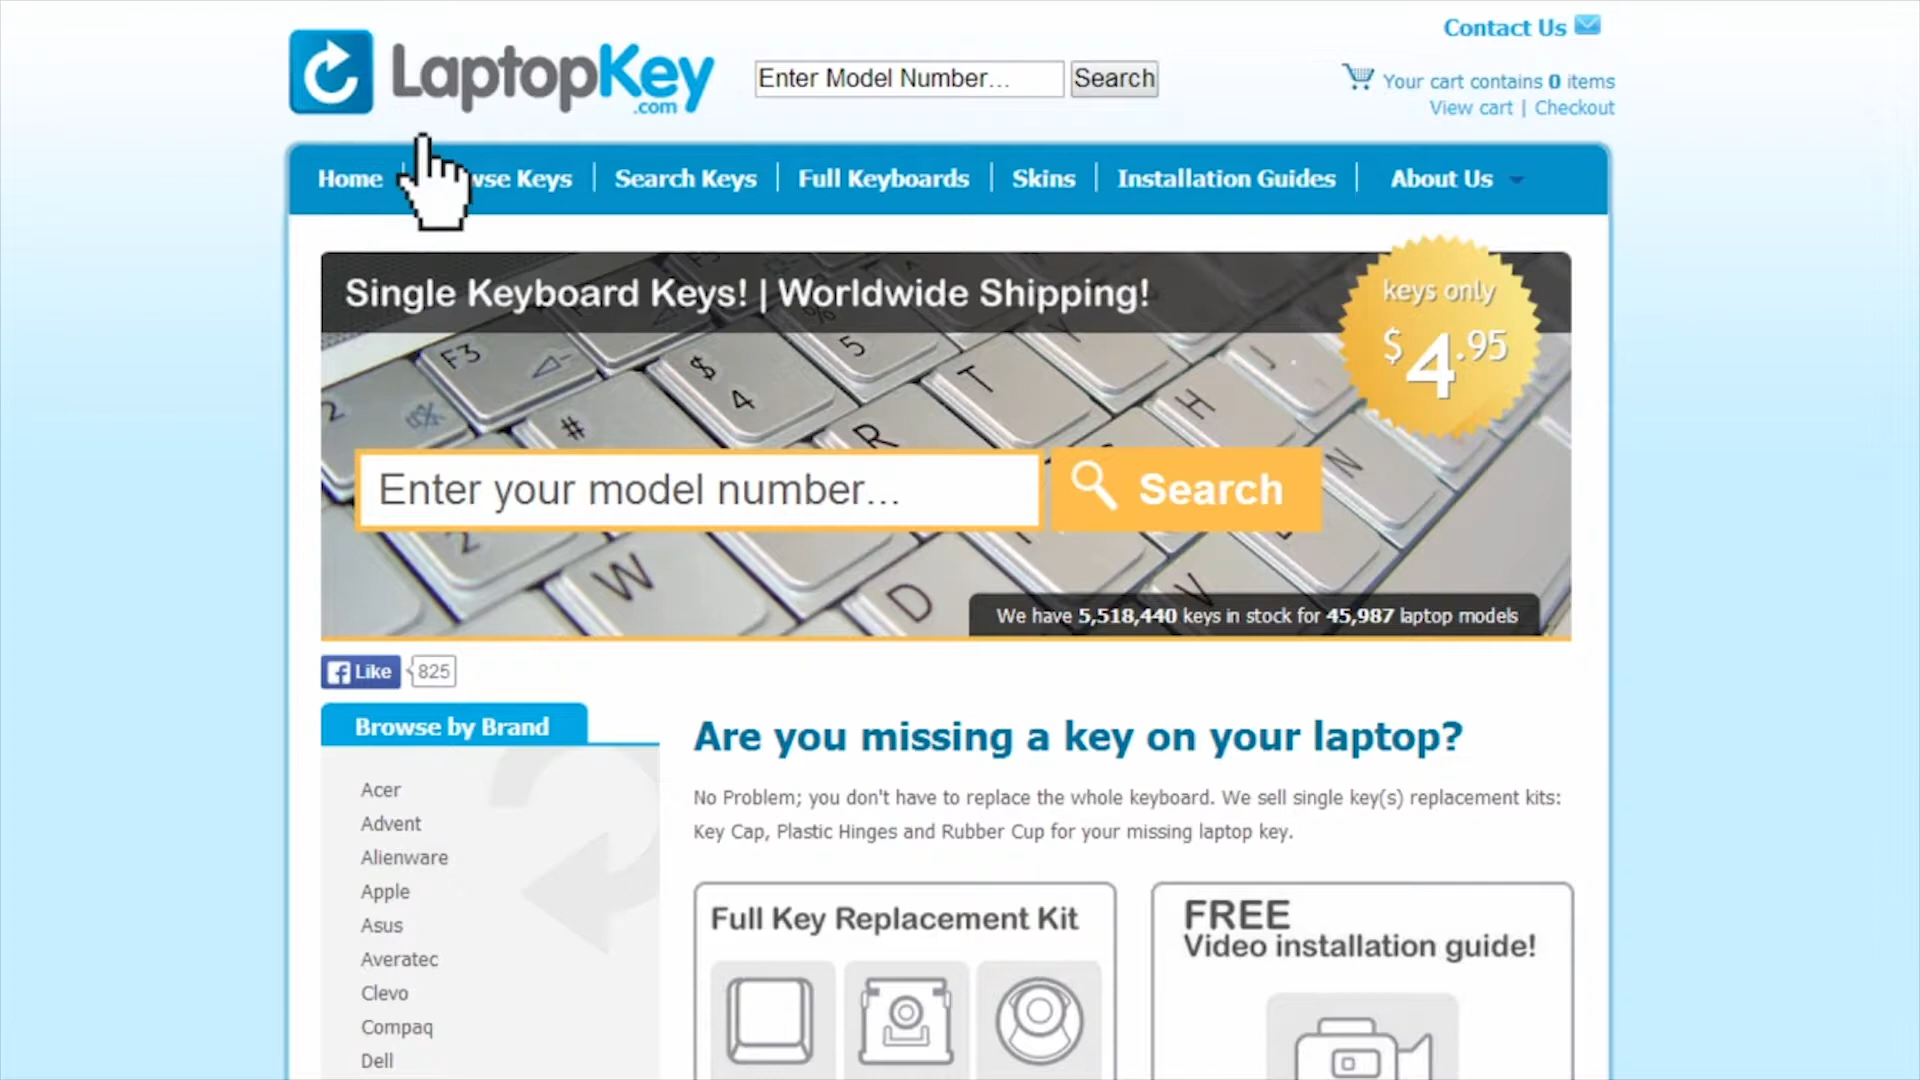 Contact Us
LaptopKey
.com
Enter Model Number...
Search
Your cart contains 0 items
View cart | Checkout
Home
wse Keys
Search Keys
Full Keyboards
Skins
Installation Guides
About Us
Single Keyboard Keys! | Worldwide Shipping!
keys only
$4.95
F3
$
4
5
T
2
#
R
H
N
Enter your model number...
Search
2
W
D
V
We have 5,518,440 keys in stock for 45,987 laptop models
Like
825
Browse by Brand
Acer
Advent
Alienware
Apple
Asus
Averatec
Clevo
Compaq
Dell
Are you missing a key on your laptop?
No Problem; you don't have to replace the whole keyboard. We sell single key(s) replacement kits:
Key Cap, Plastic Hinges and Rubber Cup for your missing laptop key.
Full Key Replacement Kit
FREE
Video installation guide!